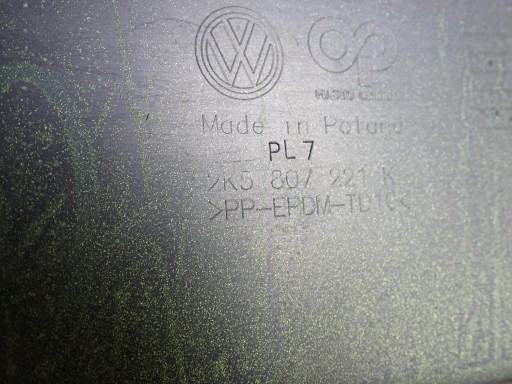 Made in Poland
PL7
2K5 807 221 K
>PP-EPDM-TD10<